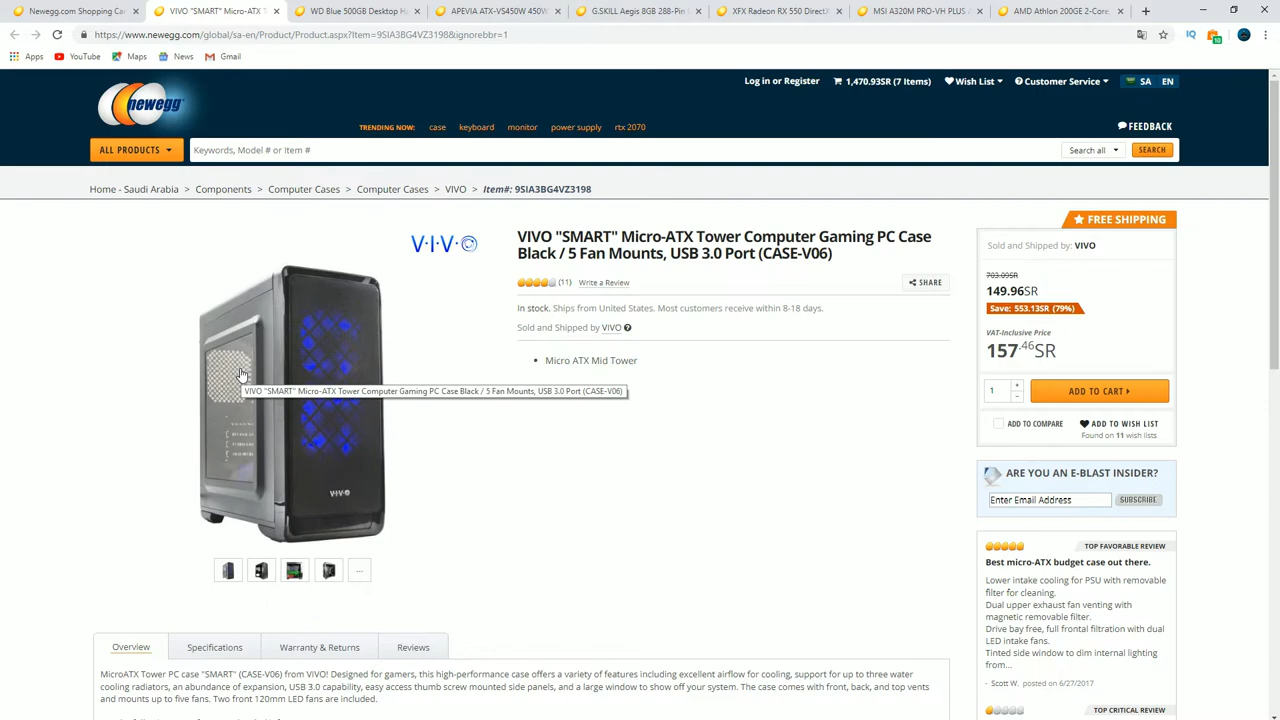 Newegg.com Shopping Car
VIVO "SMART" Micro-ATX T
WD Blue 500GB Desktop Ha
APEVIA ATX-VS450W 450W
G.SKILL Aegis 8GB 288-Pin
XFX Radeon RX 550 DirectX
MSI A320M PRO-VH PLUS A
AMD Athlon 200GE 2-Core
https://www.newegg.com/global/sa-en/Product/Product.aspx?Item=9SIA3BG4VZ3198&ignorebbr=1
Apps YouTube Maps News Gmail
Log in or Register 1,470.93SR (7 Items) Wish List Customer Service SA EN
newegg
TRENDING NOW: case keyboard monitor power supply rtx 2070
FEEDBACK
ALL PRODUCTS Keywords, Model # or Item # Search all SEARCH
Home - Saudi Arabia > Components > Computer Cases > Computer Cases > VIVO > Item#: 9SIA3BG4VZ3198
FREE SHIPPING
V·I·V·O
VIVO "SMART" Micro-ATX Tower Computer Gaming PC Case
Black / 5 Fan Mounts, USB 3.0 Port (CASE-V06)
(11) Write a Review
SHARE
In stock. Ships from United States. Most customers receive within 8-18 days.
Sold and Shipped by VIVO
• Micro ATX Mid Tower
VIVO "SMART" Micro-ATX Tower Computer Gaming PC Case Black / 5 Fan Mounts, USB 3.0 Port (CASE-V06)
V·I·V·O
Sold and Shipped by: VIVO
703.09SR
149.96SR
Save: 553.13SR (79%)
VAT-Inclusive Price
157.46SR
1 ADD TO CART
ADD TO COMPARE ADD TO WISH LIST
Found on 11 wish lists
ARE YOU AN E-BLAST INSIDER?
Enter Email Address SUBSCRIBE
TOP FAVORABLE REVIEW
Best micro-ATX budget case out there.
Lower intake cooling for PSU with removable
filter for cleaning.
Dual upper exhaust fan venting with
magnetic removable filter.
Drive bay free, full frontal filtration with dual
LED intake fans.
Tinted side window to dim internal lighting
from...
- Scott W. posted on 6/27/2017
TOP CRITICAL REVIEW
...
Overview Specifications Warranty & Returns Reviews
MicroATX Tower PC case "SMART" (CASE-V06) from VIVO! Designed for gamers, this high-performance case offers a variety of features including excellent airflow for cooling, support for up to three water
cooling radiators, an abundance of expansion, USB 3.0 capability, easy access thumb screw mounted side panels, and a large window to show off your system. The case comes with front, back, and top vents
and mounts up to five fans. Two front 120mm LED fans are included.